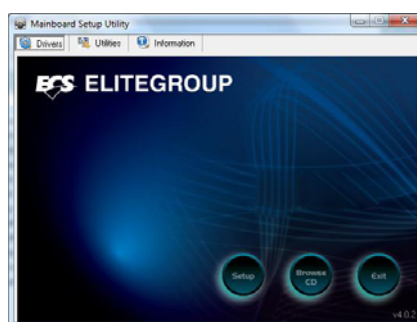 Mainboard Setup Utility
Drivers Utilities Information
ECS ELITEGROUP
Setup Browse CD Exit
v4.0.2